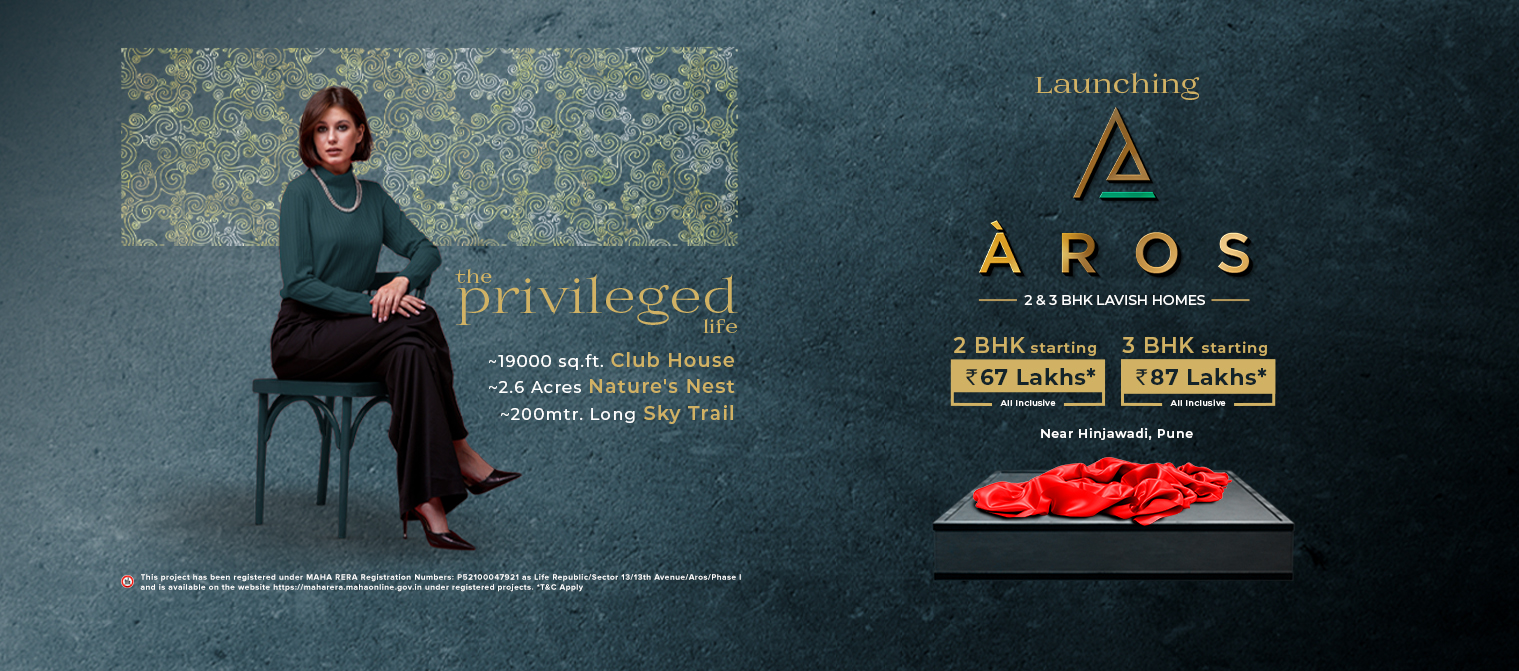 the
privileged
life
~19000 sq.ft. Club House
~2.6 Acres Nature's Nest
~200mtr. Long Sky Trail
This project has been registered under MAHA RERA Registration Numbers: P52100047921 as Life Republic/Sector 13/13th Avenue/Aros/Phase I
and is available on the website https://maharera.mahaonline.gov.in under registered projects. *T&C Apply
Launching
ÀROS
2 & 3 BHK LAVISH HOMES
2 BHK starting
₹67 Lakhs*
All Inclusive
3 BHK starting
₹87 Lakhs*
All Inclusive
Near Hinjawadi, Pune